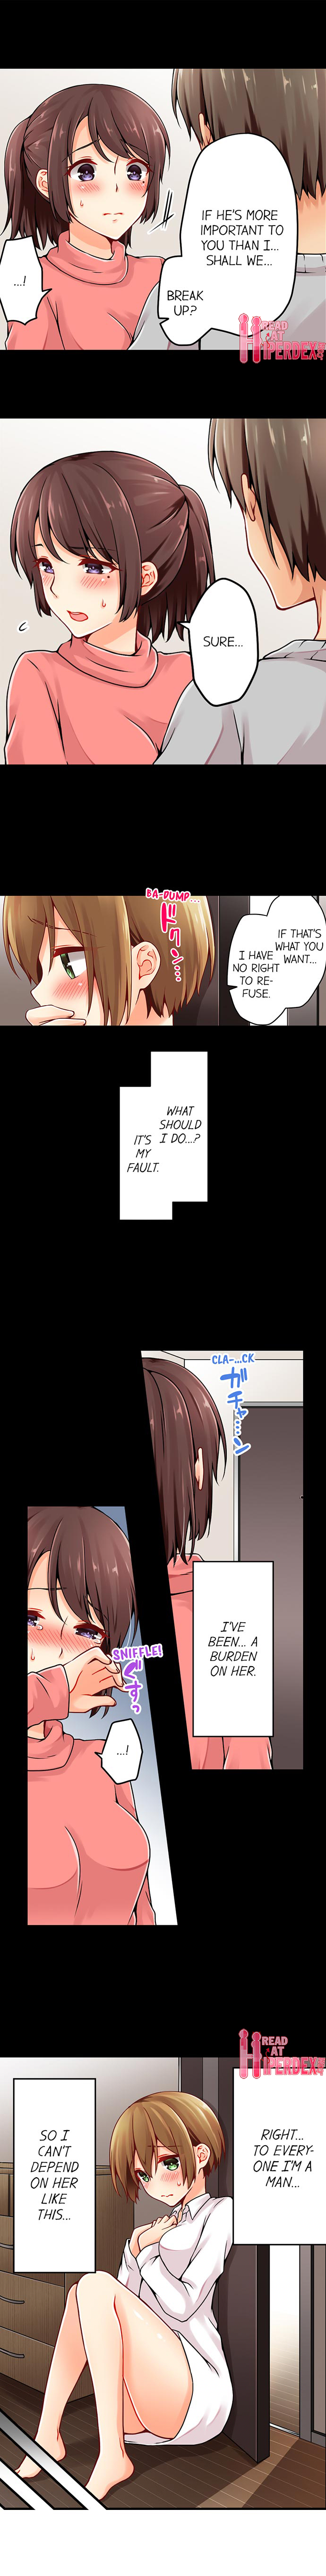 IF HE'S MORE
IMPORTANT TO
YOU THAN I...
SHALL WE...
BREAK
UP?
...!
READ
AT
HIPERDEX
SURE...
BA-DUMP...
ドクン…
IF THAT'S
WHAT YOU
WANT...
I HAVE
NO RIGHT
TO RE-
FUSE.
WHAT
SHOULD
I DO...?
IT'S
MY
FAULT.
CLA-...CK
ガチャ…ン
I'VE
BEEN... A
BURDEN
ON HER.
SNIFFLE!
ぐすっ
...!
READ
AT
HIPERDEX
RIGHT...
TO EVERY-
ONE I'M A
MAN...
SO I
CAN'T
DEPEND
ON HER
LIKE
THIS...